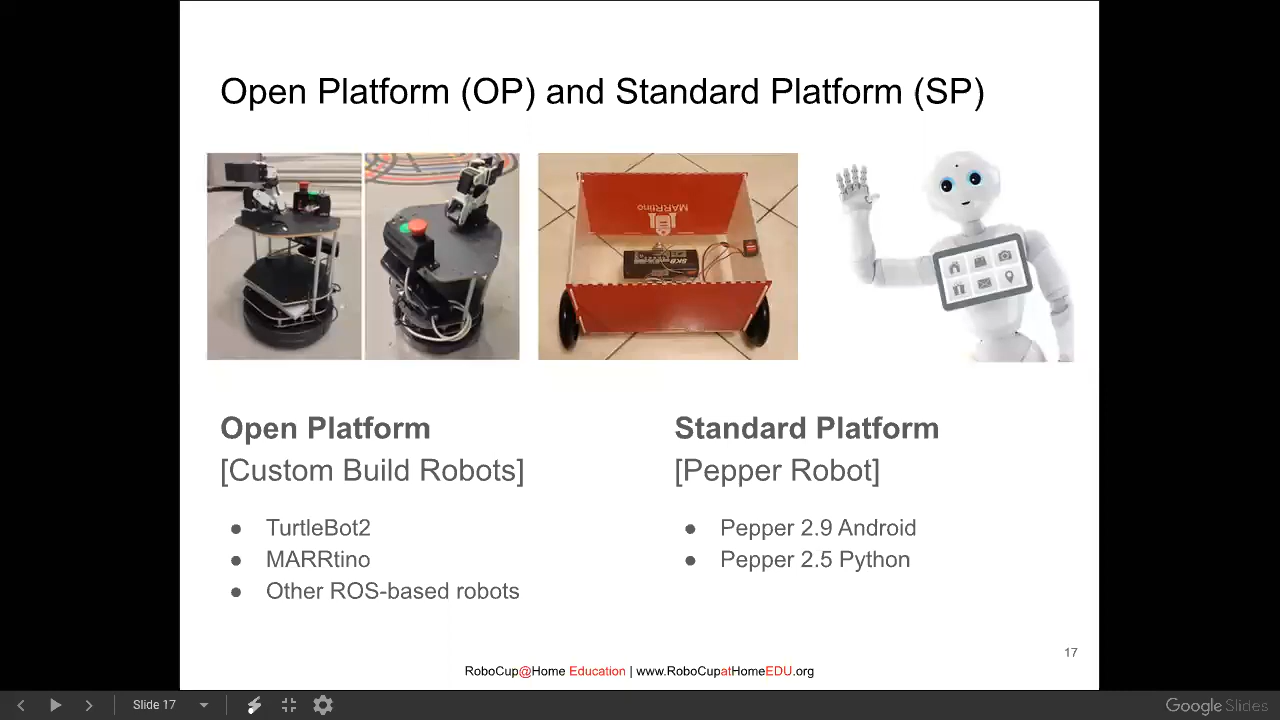 Open Platform (OP) and Standard Platform (SP)
MARRtino
SKB
Open Platform
[Custom Build Robots]
● TurtleBot2
● MARRtino
● Other ROS-based robots
Standard Platform
[Pepper Robot]
● Pepper 2.9 Android
● Pepper 2.5 Python
17
RoboCup@Home Education | www.RoboCupatHomeEDU.org
Slide 17
Google Slides